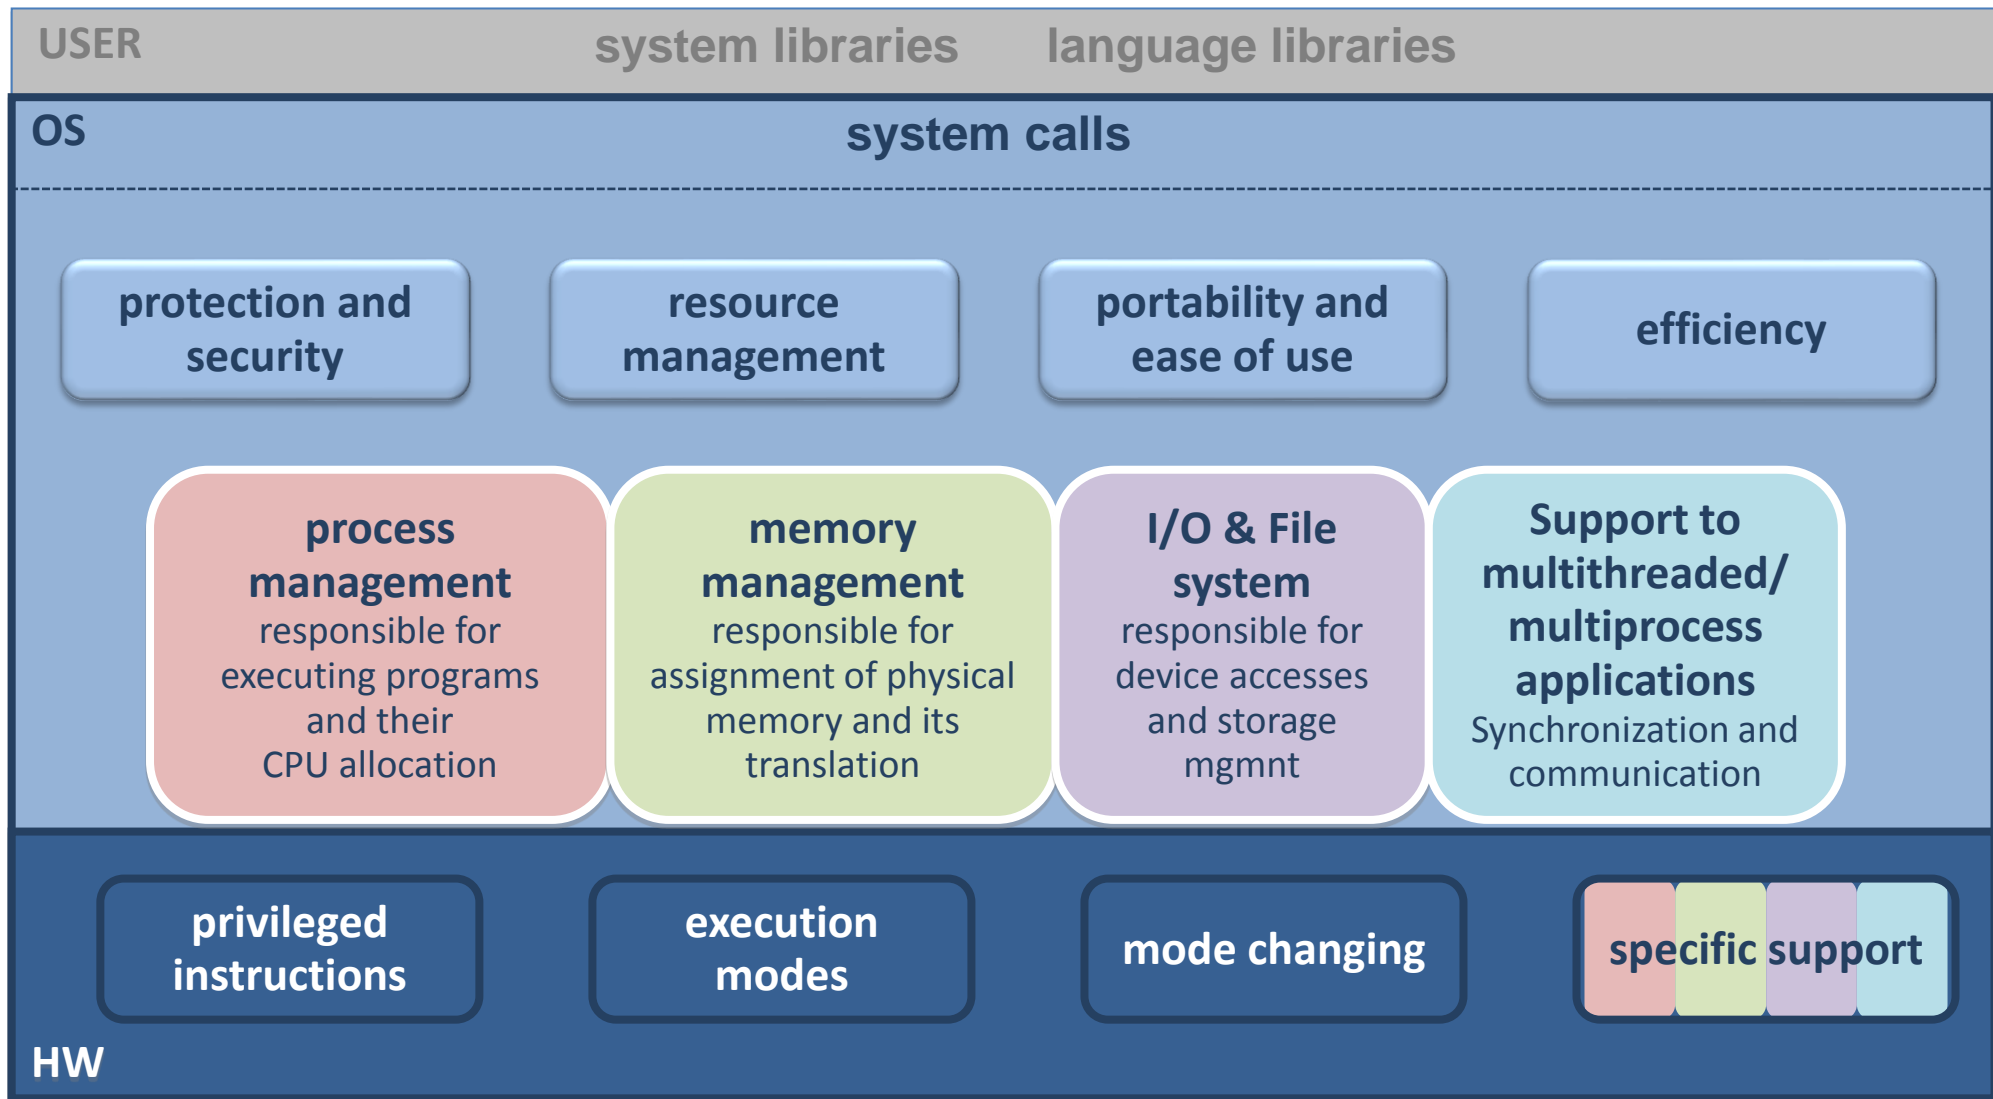 USER
system libraries
language libraries
OS
system calls
protection and
security
resource
management
portability and
ease of use
efficiency
process
management
responsible for
executing programs
and their
CPU allocation
memory
management
responsible for
assignment of physical
memory and its
translation
I/O & File
system
responsible for
device accesses
and storage
mgmnt
Support to
multithreaded/
multiprocess
applications
Synchronization and
communication
privileged
instructions
execution
modes
mode changing
specific support
HW